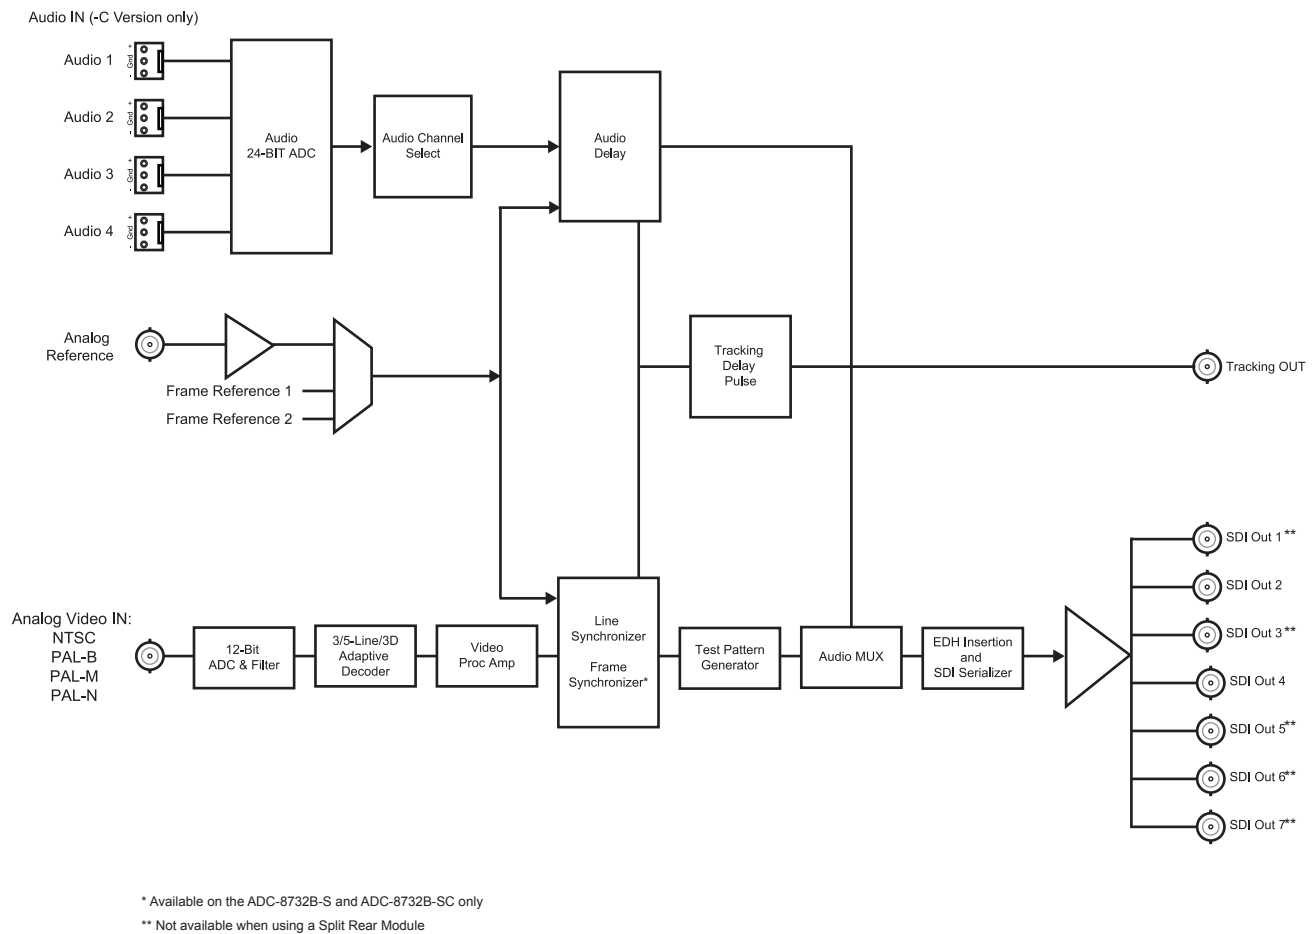 Audio IN (-C Version only)
Audio 1
+
Gnd
-
Audio 2
+
Gnd
-
Audio 3
+
Gnd
-
Audio 4
+
Gnd
-
Audio
24-BIT ADC
Audio Channel
Select
Audio
Delay
Analog
Reference
Frame Reference 1
Frame Reference 2
Tracking
Delay
Pulse
Tracking OUT
Analog Video IN:
NTSC
PAL-B
PAL-M
PAL-N
12-Bit
ADC & Filter
3/5-Line/3D
Adaptive
Decoder
Video
Proc Amp
Line
Synchronizer
Frame
Synchronizer*
Test Pattern
Generator
Audio MUX
EDH Insertion
and
SDI Serializer
SDI Out 1**
SDI Out 2
SDI Out 3**
SDI Out 4
SDI Out 5**
SDI Out 6**
SDI Out 7**
* Available on the ADC-8732B-S and ADC-8732B-SC only
** Not available when using a Split Rear Module